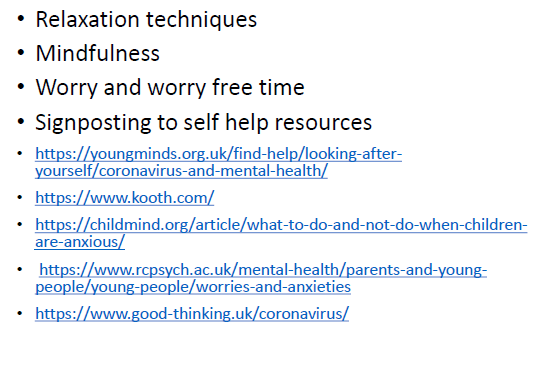 • Relaxation techniques
• Mindfulness
• Worry and worry free time
• Signposting to self help resources
• https://youngminds.org.uk/find-help/looking-after-
yourself/coronavirus-and-mental-health/
• https://www.kooth.com/
• https://childmind.org/article/what-to-do-and-not-do-when-children-
are-anxious/
• https://www.rcpsych.ac.uk/mental-health/parents-and-young-
people/young-people/worries-and-anxieties
• https://www.good-thinking.uk/coronavirus/